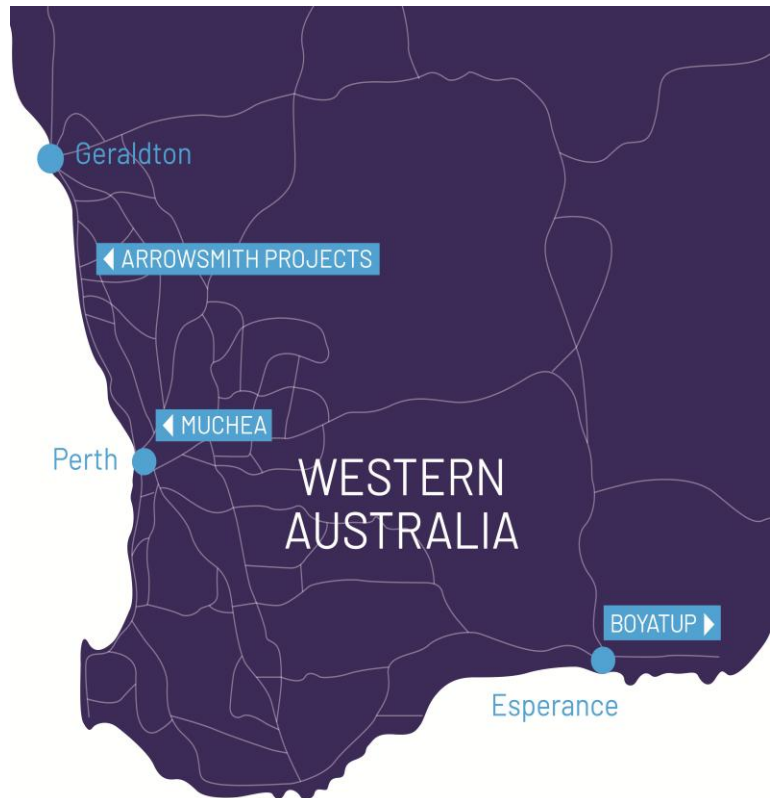 Geraldton
ARROWSMITH PROJECTS
MUCHEA
Perth
WESTERN
AUSTRALIA
BOYATUP
Esperance